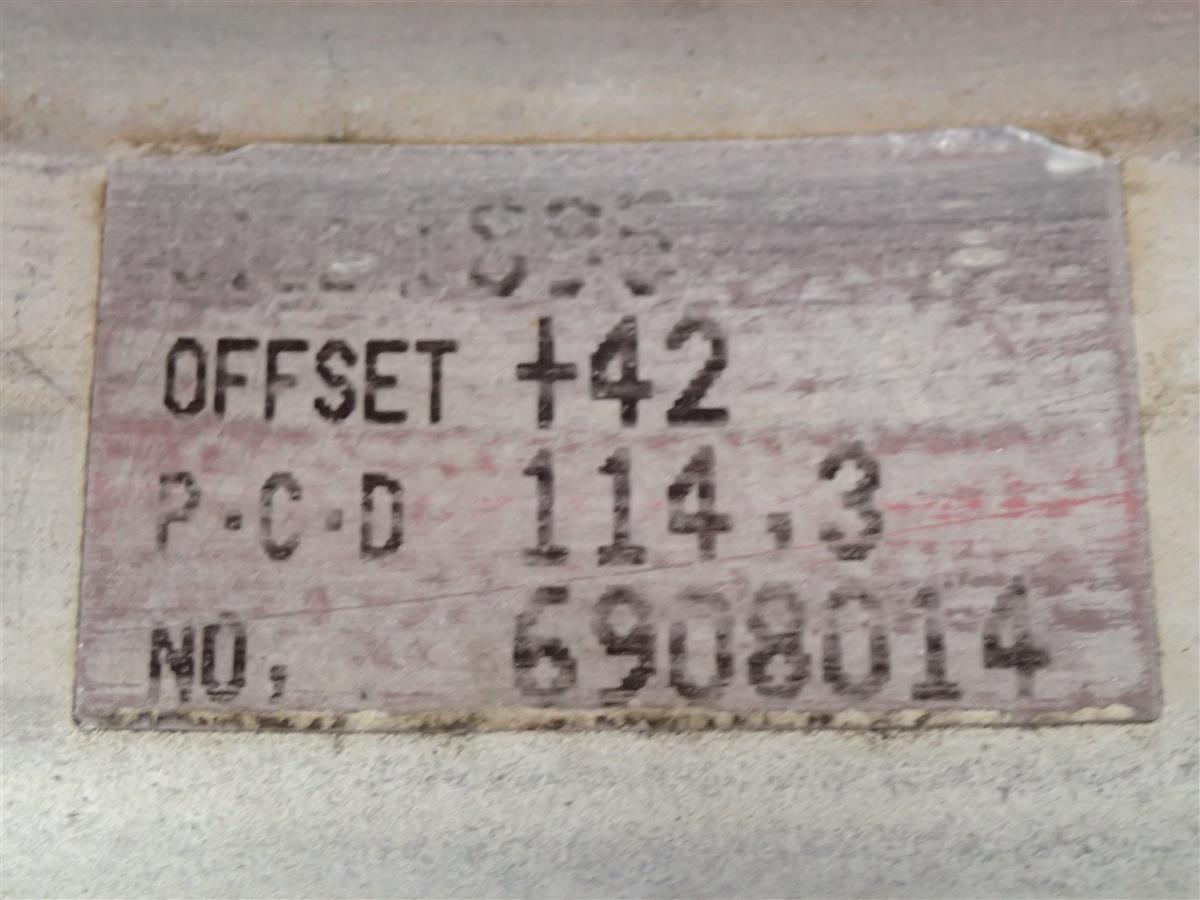 OFFSET +42
P.C.D 114.3
NO. 6908014